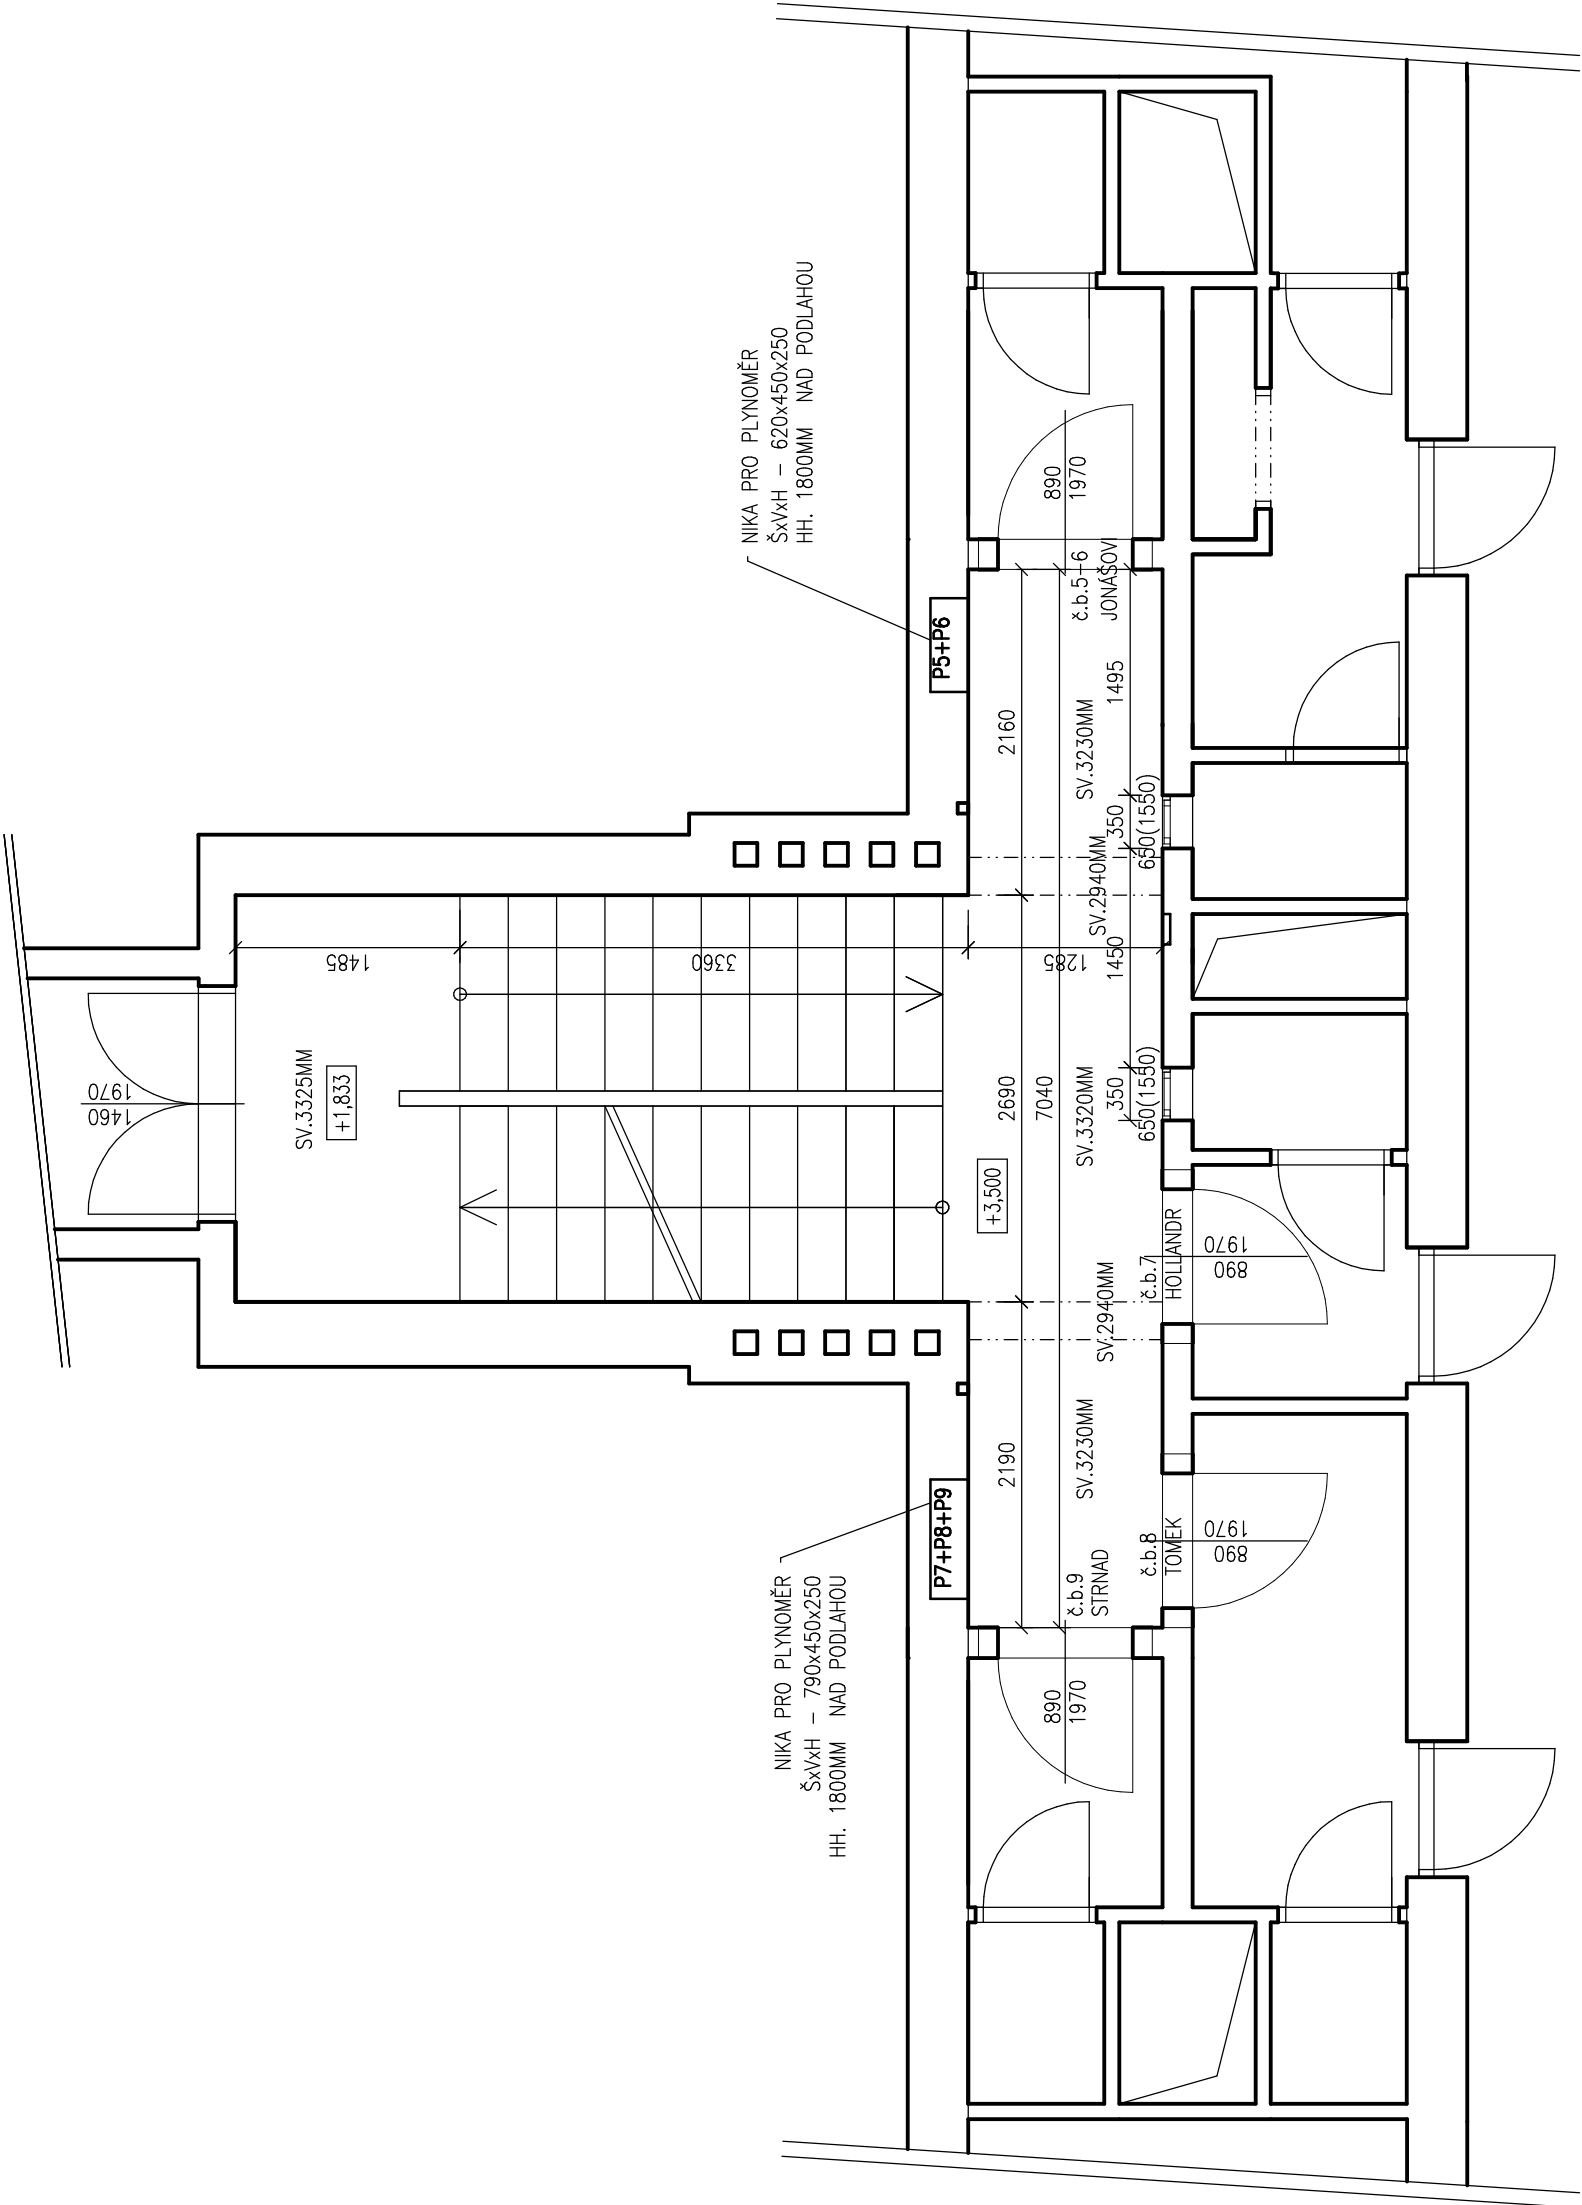 NIKA PRO PLYNOMĚR
ŠxVxH – 620x450x250
HH. 1800MM NAD PODLAHOU
P5+P6
NIKA PRO PLYNOMĚR
ŠxVxH – 790x450x250
HH. 1800MM NAD PODLAHOU
P7+P8+P9
1460
1970
SV.3325MM
+1,833
1485
3360
1285
+3,500
2160
2690
2190
7040
SV.3230MM
SV.2940MM
SV.3320MM
SV.2940MM
SV.3230MM
1495
350
650(1550)
1450
350
650(1550)
890
1970
č.b.5–6
JONÁŠOVI
č.b.7
HOLLANDR
890
1970
č.b.8
TOMEK
890
1970
č.b.9
STRNAD
890
1970